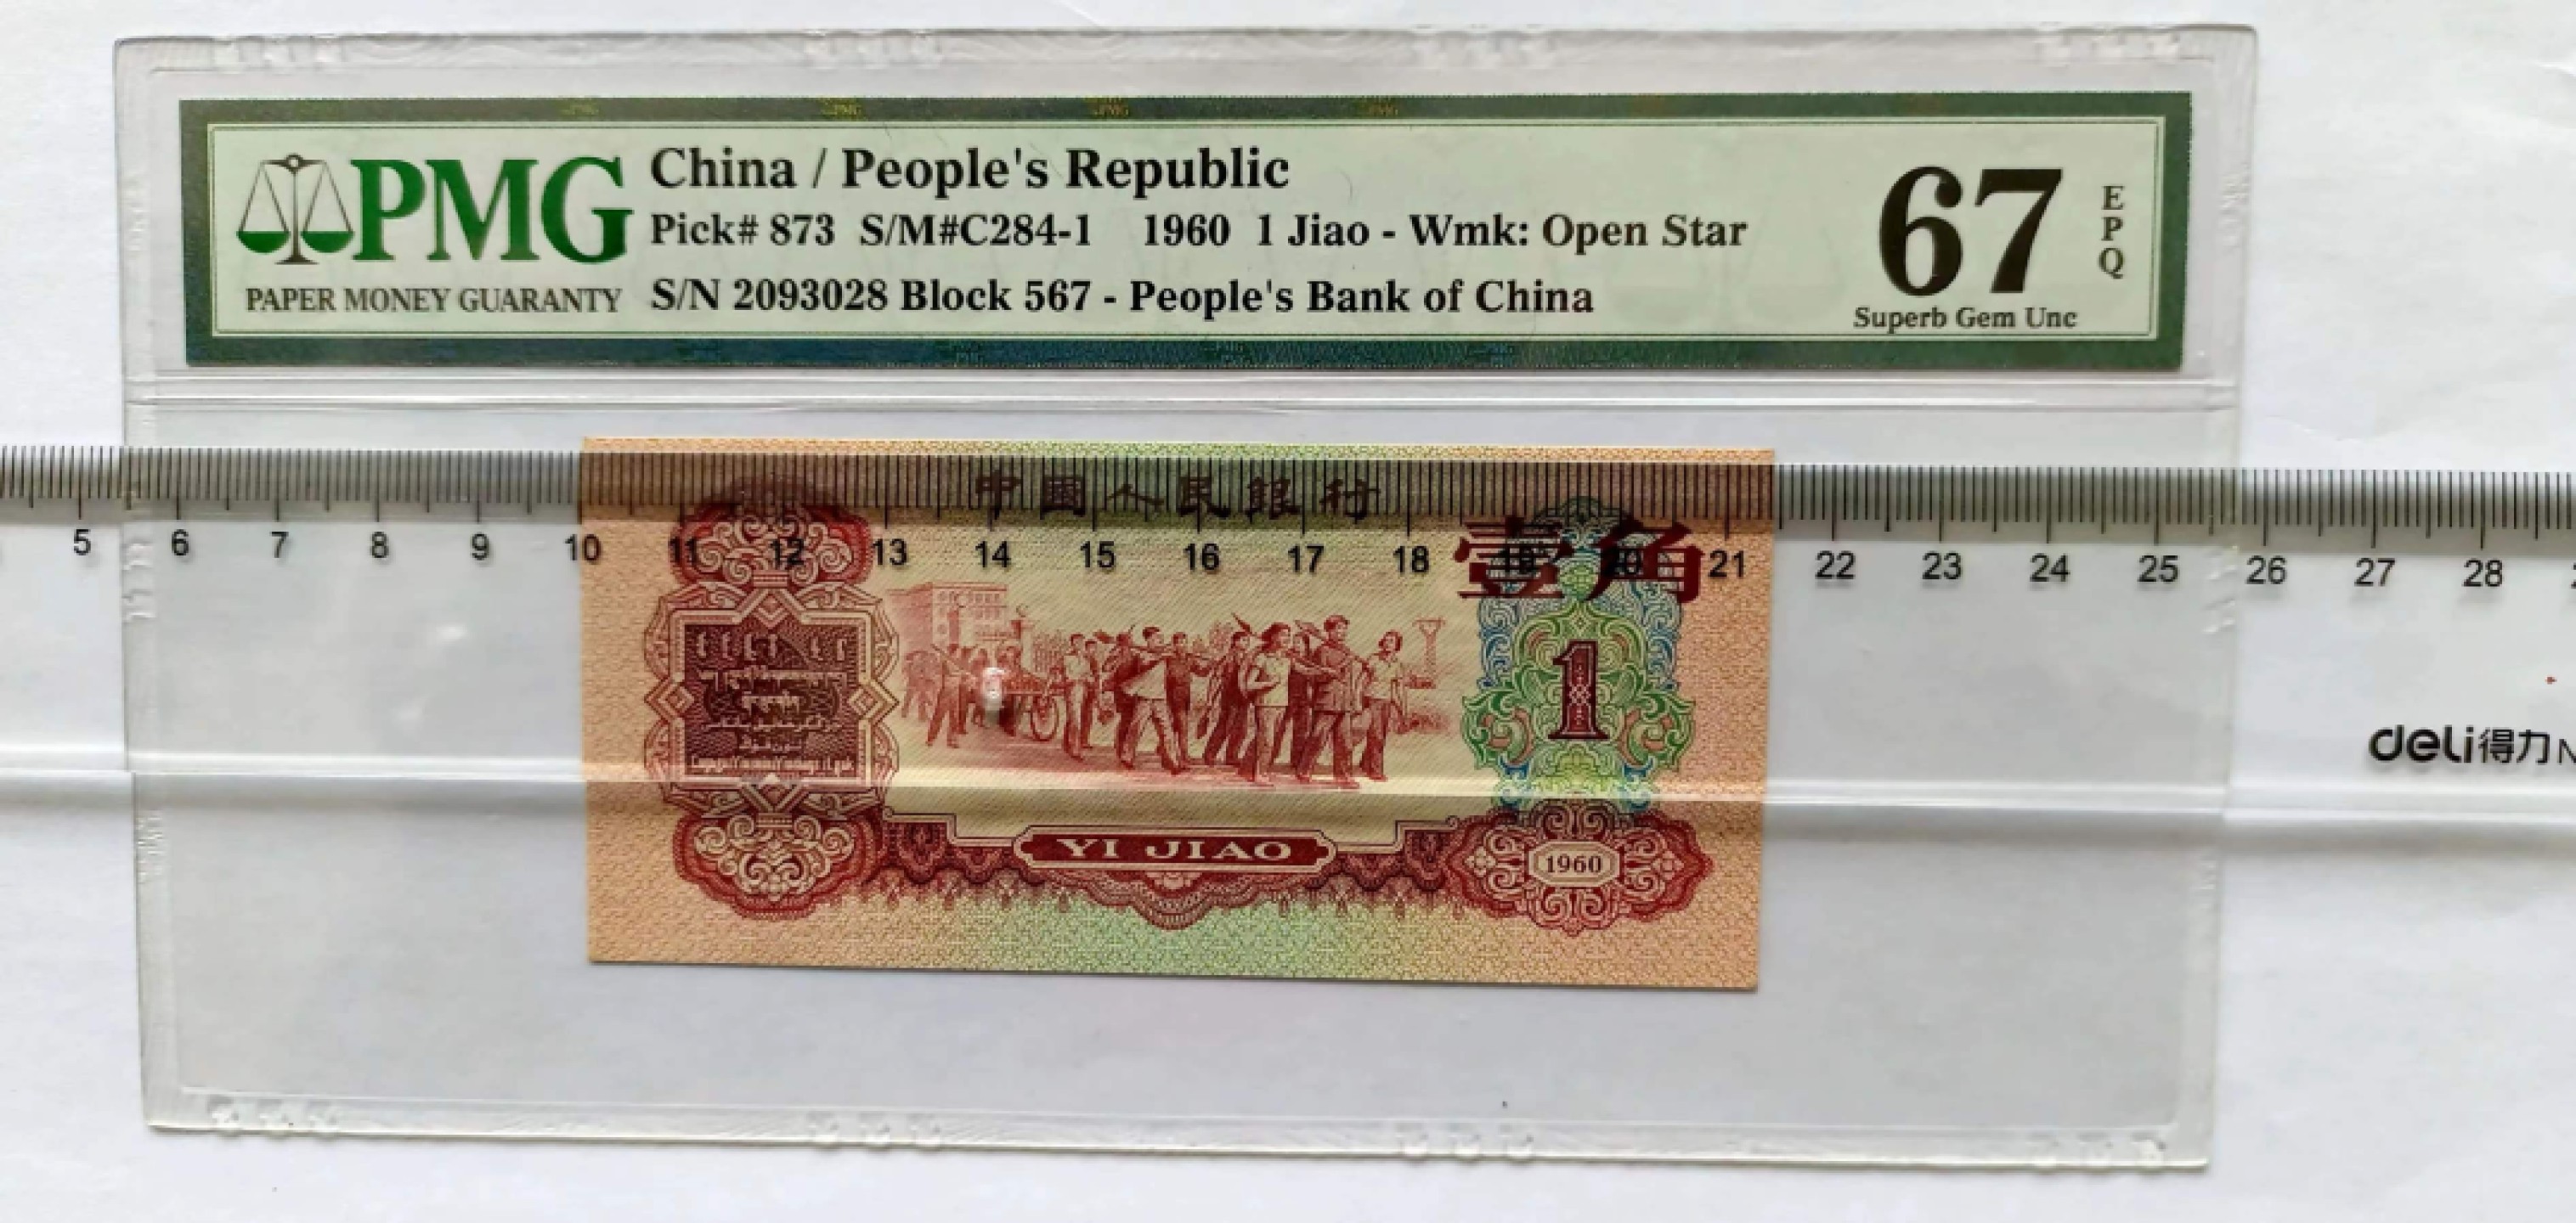 PMG
PAPER MONEY GUARANTY
China / People's Republic
Pick# 873 S/M#C284-1 1960 1 Jiao - Wmk: Open Star
S/N 2093028 Block 567 - People's Bank of China
67
EPQ
Superb Gem Unc
中國人民銀行
5 6 7 8 9 10 11 12 13 14 15 16 17 18 19 20 21 22 23 24 25 26 27 28
壹角
1
YI JIAO
1960
deli得力